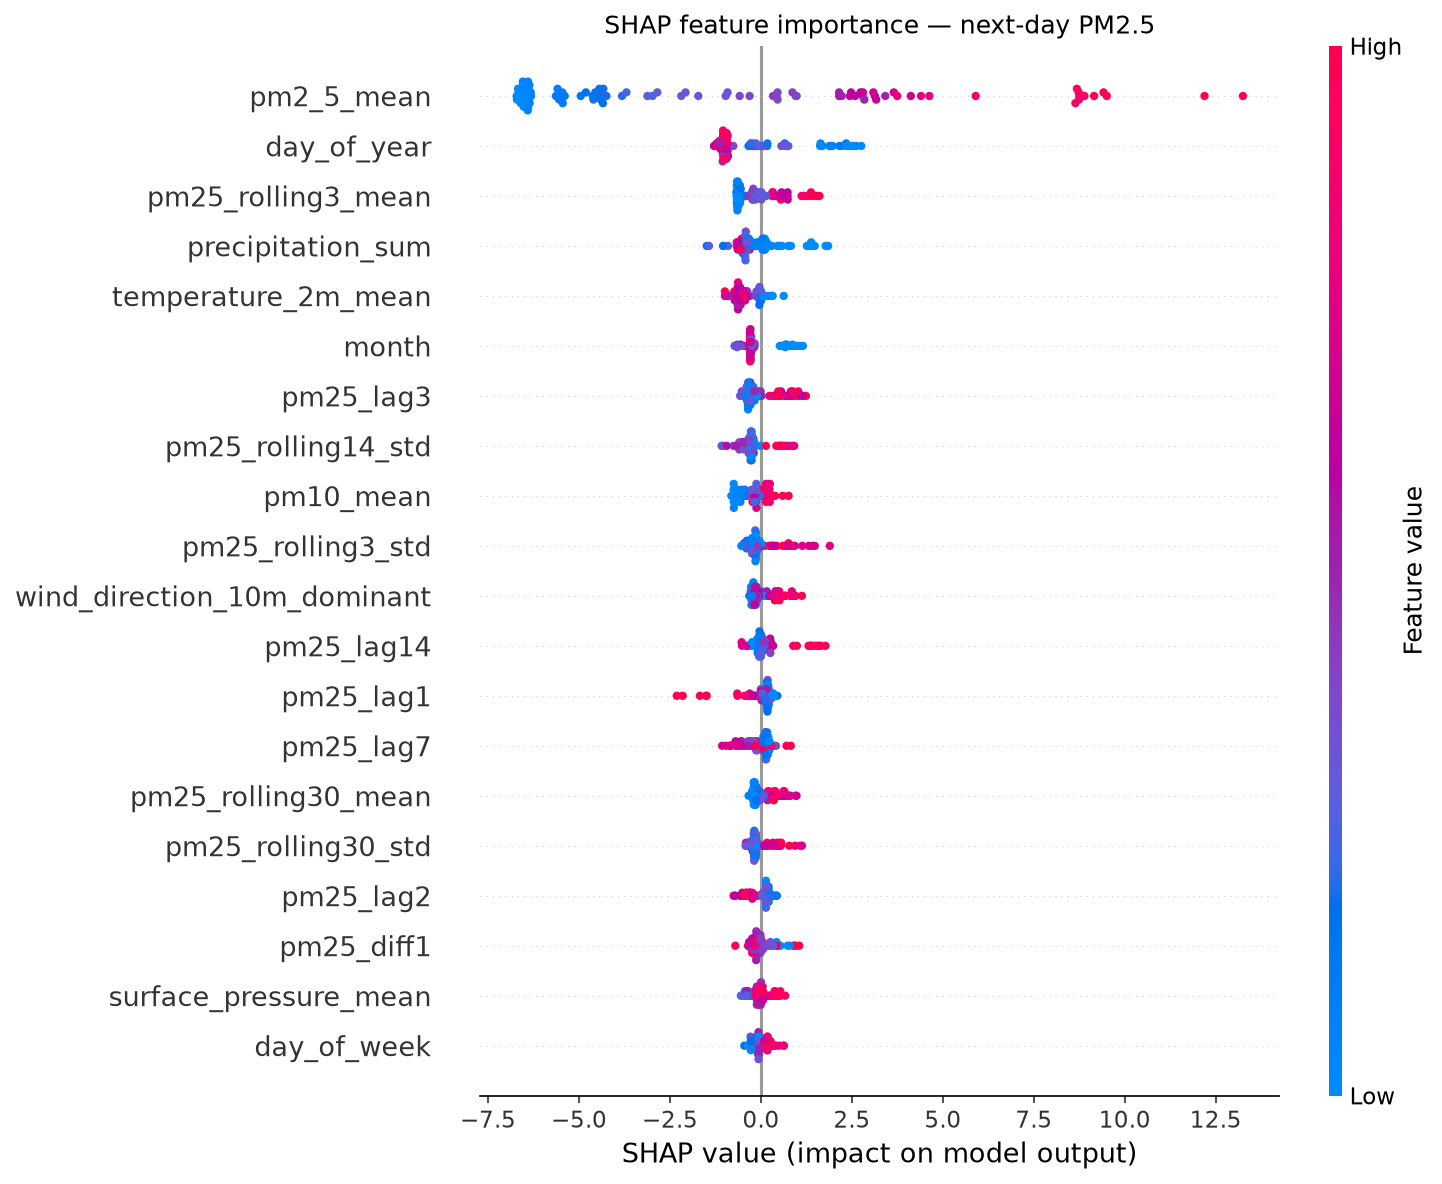 SHAP feature importance — next-day PM2.5
High
pm2_5_mean
day_of_year
pm25_rolling3_mean
precipitation_sum
temperature_2m_mean
month
pm25_lag3
pm25_rolling14_std
pm10_mean
pm25_rolling3_std
wind_direction_10m_dominant
pm25_lag14
pm25_lag1
pm25_lag7
pm25_rolling30_mean
pm25_rolling30_std
pm25_lag2
pm25_diff1
surface_pressure_mean
day_of_week
Feature value
Low
−7.5 −5.0 −2.5 0.0 2.5 5.0 7.5 10.0 12.5
SHAP value (impact on model output)